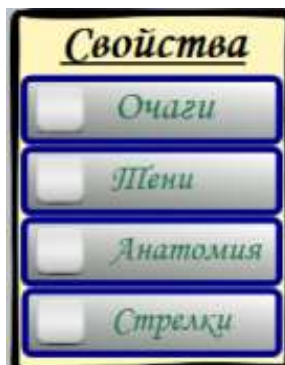 Свойства
Очаги
Тени
Анатомия
Стрелки